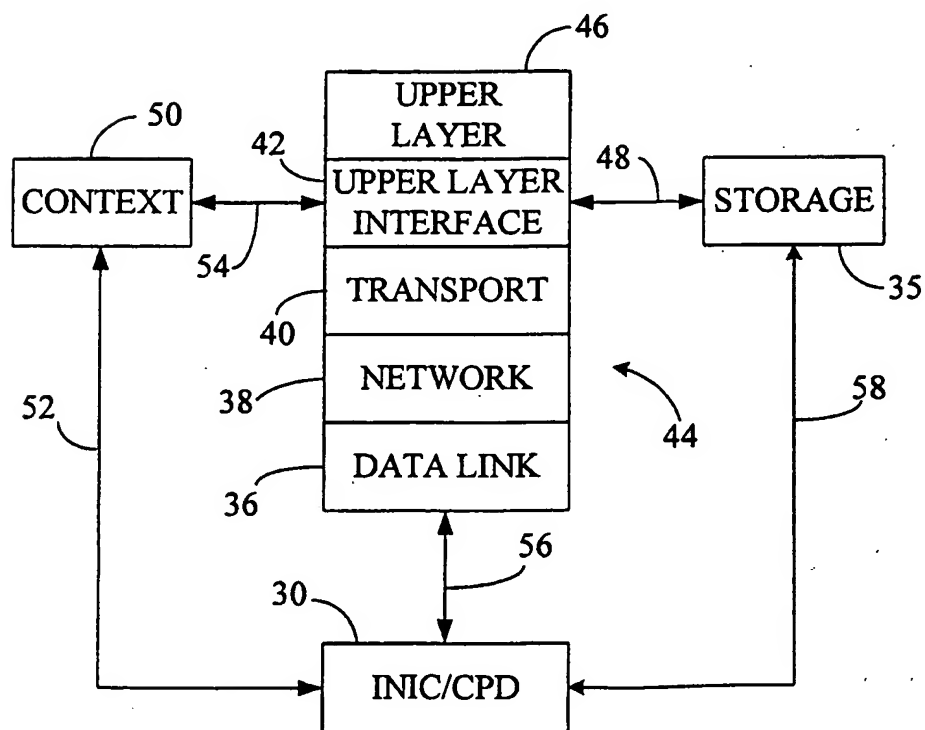 46
UPPER
LAYER
50
42
48
CONTEXT
UPPER LAYER
INTERFACE
STORAGE
54
35
TRANSPORT
40
NETWORK
38
52
44
58
DATA LINK
36
56
30
INIC/CPD